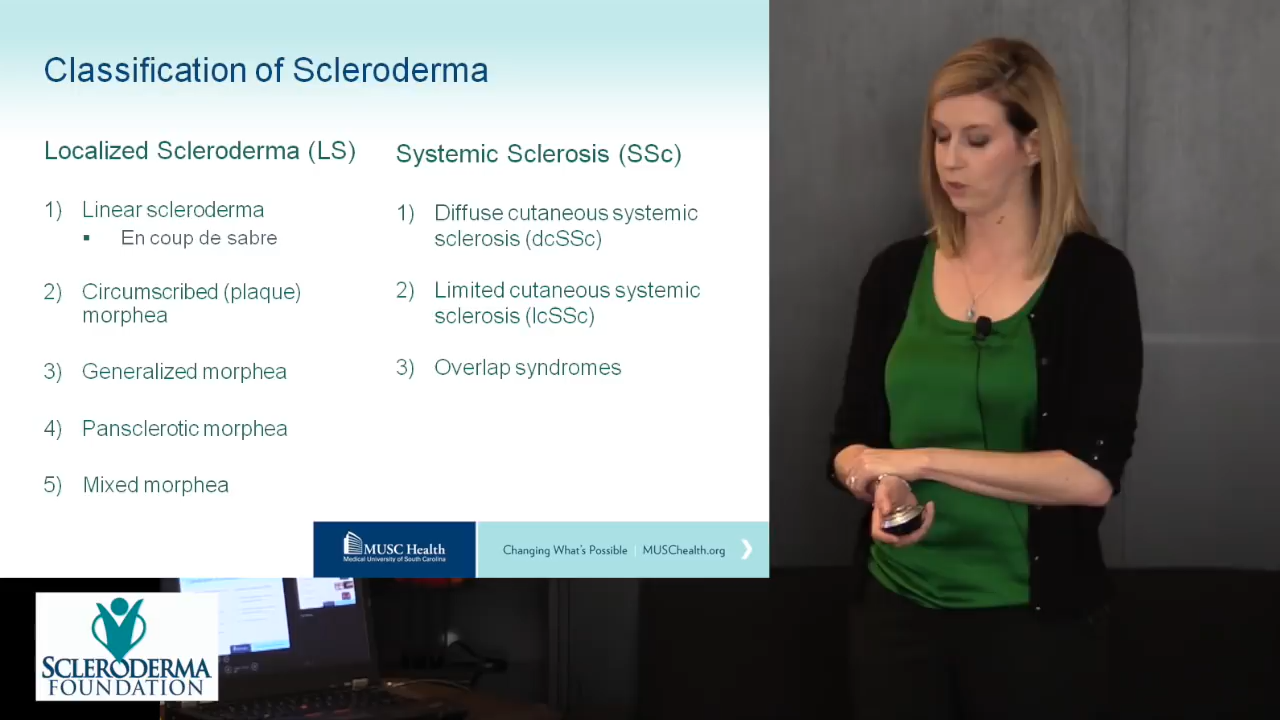 Classification of Scleroderma
Localized Scleroderma (LS)
1) Linear scleroderma
▪ En coup de sabre
2) Circumscribed (plaque)
morphea
3) Generalized morphea
4) Pansclerotic morphea
5) Mixed morphea
Systemic Sclerosis (SSc)
1) Diffuse cutaneous systemic
sclerosis (dcSSc)
2) Limited cutaneous systemic
sclerosis (lcSSc)
3) Overlap syndromes
MUSC Health
Medical University of South Carolina
Changing What's Possible | MUSChealth.org
SCLERODERMA
FOUNDATION